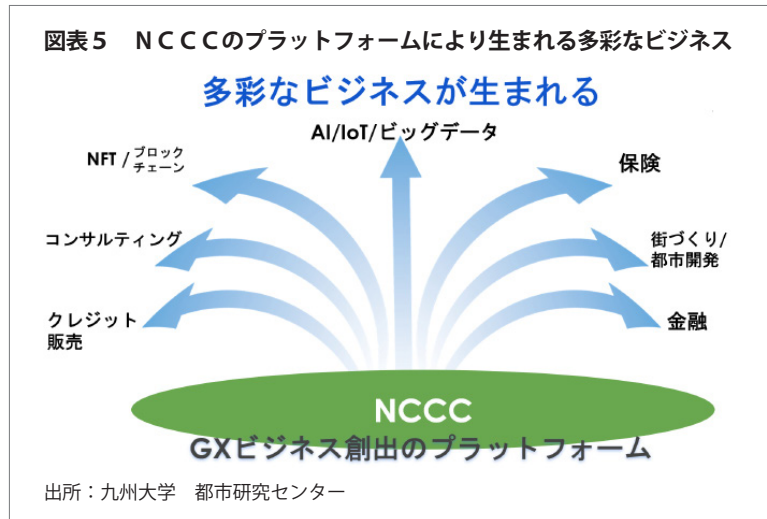 図表５　ＮＣＣＣのプラットフォームにより生まれる多彩なビジネス
多彩なビジネスが生まれる
AI/IoT/ビッグデータ
NFT / ブロック
チェーン
保険
コンサルティング
街づくり/
都市開発
クレジット
販売
金融
NCCC
GXビジネス創出のプラットフォーム
出所：九州大学　都市研究センター